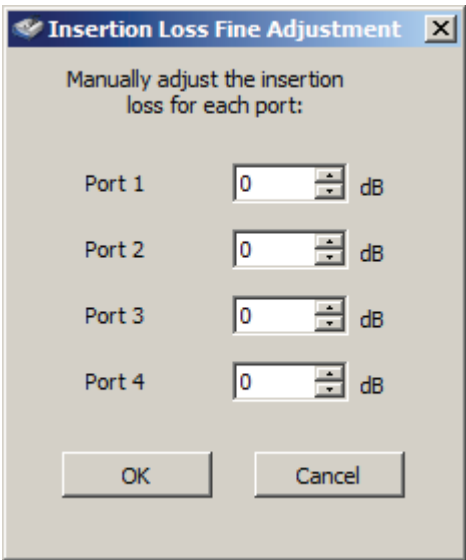 Insertion Loss Fine Adjustment
Manually adjust the insertion
loss for each port:
Port 1 0 dB
Port 2 0 dB
Port 3 0 dB
Port 4 0 dB
OK Cancel